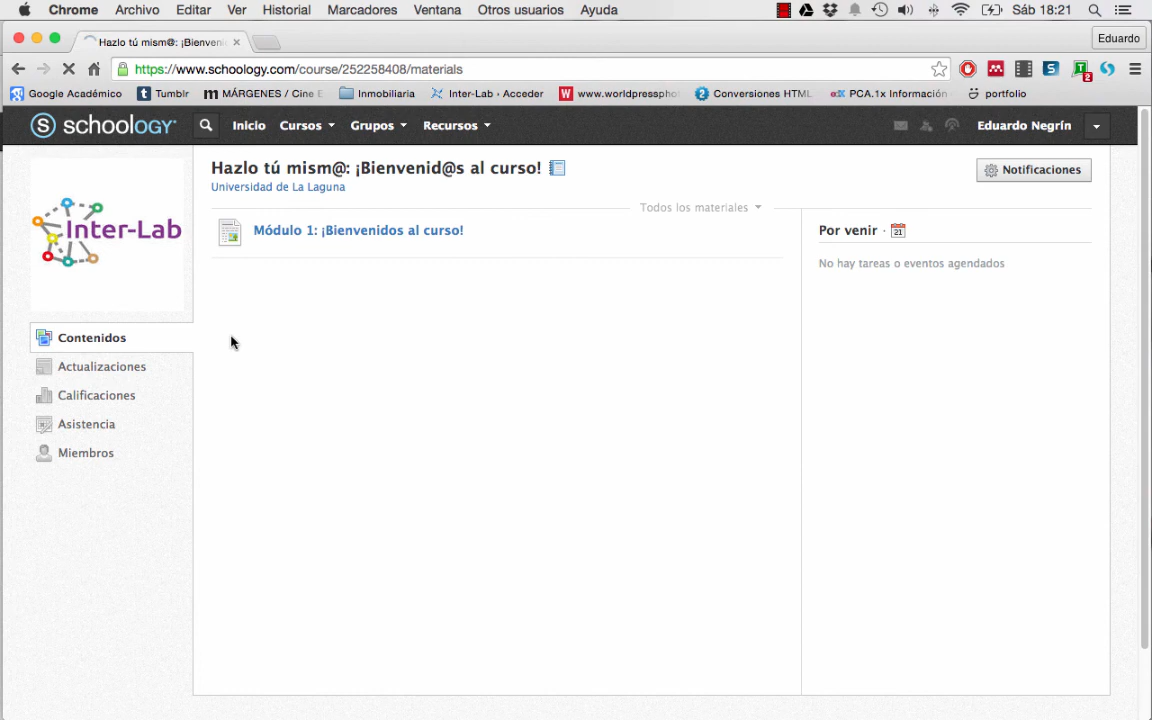 Chrome Archivo Editar Ver Historial Marcadores Ventana Otros usuarios Ayuda Sáb 18:21
Hazlo tú mism@: ¡Bienveni Eduardo
https://www.schoology.com/course/252258408/materials
Google Académico Tumblr MÁRGENES / Cine E Inmobiliaria Inter-Lab › Acceder www.worldpressphot Conversiones HTML PCA.1x Información portfolio
schoology Inicio Cursos Grupos Recursos Eduardo Negrín
Hazlo tú mism@: ¡Bienvenid@s al curso!
Notificaciones
Universidad de La Laguna
Todos los materiales
Inter-Lab
Módulo 1: ¡Bienvenidos al curso!
Por venir · 21
No hay tareas o eventos agendados
Contenidos
Actualizaciones
Calificaciones
Asistencia
Miembros